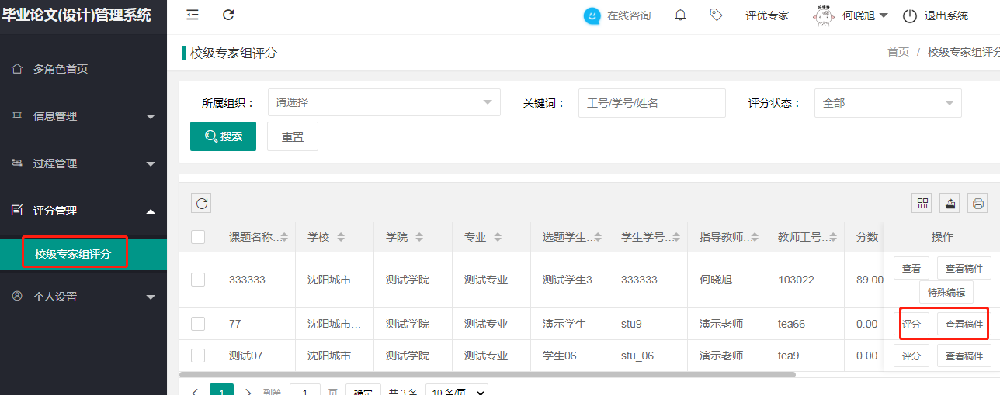 毕业论文(设计)管理系统
在线咨询
评优专家
何晓旭
退出系统
多角色首页
信息管理
过程管理
评分管理
校级专家组评分
个人设置
校级专家组评分
首页 / 校级专家组评分
所属组织： 请选择 关键词： 工号/学号/姓名 评分状态： 全部
搜索 重置
课题名称... 学校 学院 专业 选题学生... 学生学号... 指导教师... 教师工号... 分数 操作
333333 沈阳城市... 测试学院 测试专业 测试学生3 333333 何晓旭 103022 89.00 查看 查看稿件
特殊编辑
77 沈阳城市... 测试学院 测试专业 演示学生 stu9 演示老师 tea66 0.00 评分 查看稿件
测试07 沈阳城市... 测试学院 测试专业 学生06 stu_06 演示老师 tea9 0.00 评分 查看稿件
1 到第 1 页 确定 共 3 条 10 条/页